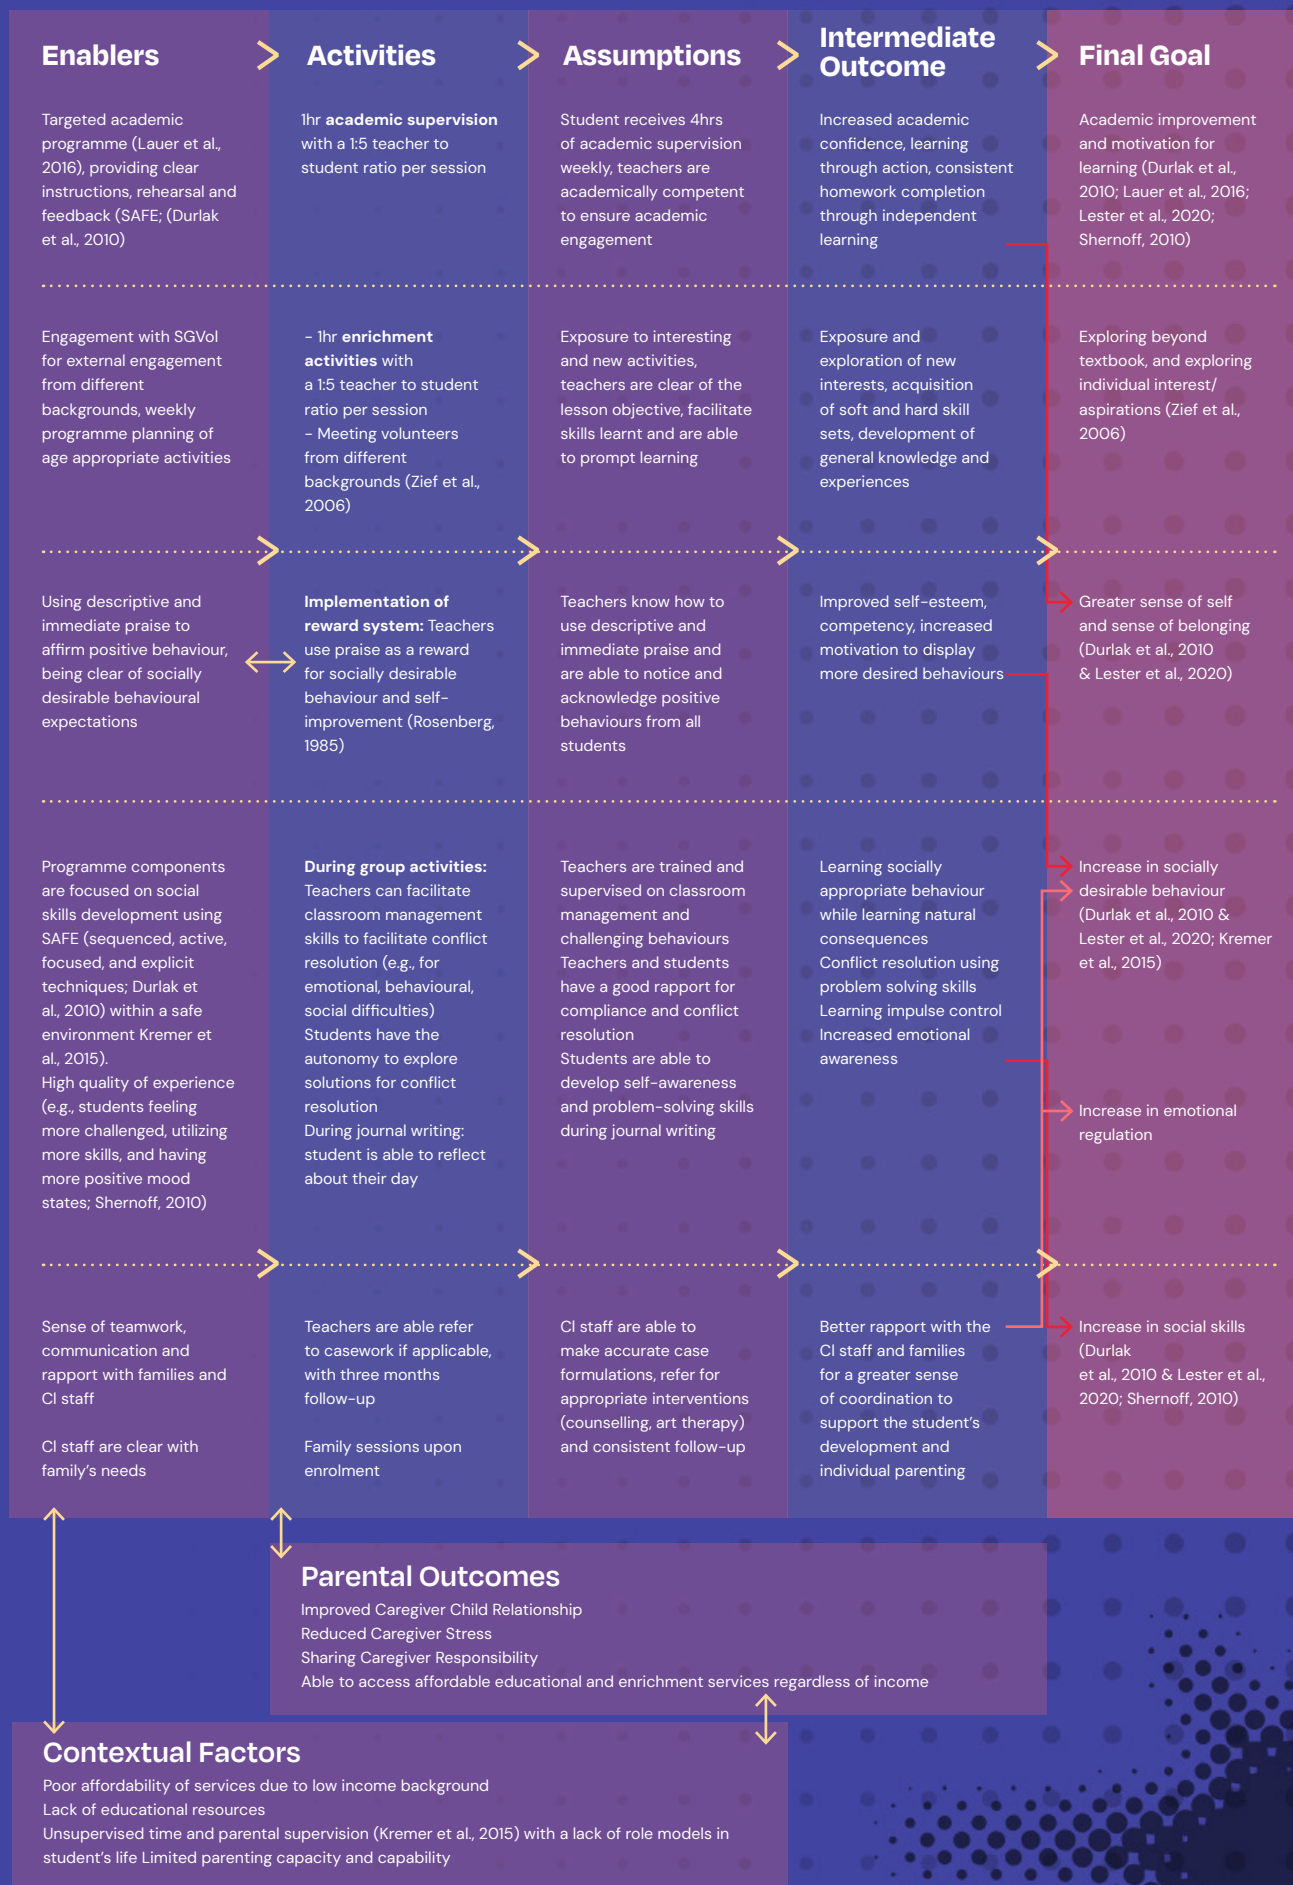 Enablers
Activities
Assumptions
Intermediate
Outcome
Final Goal
Targeted academic
programme (Lauer et al.,
2016), providing clear
instructions, rehearsal and
feedback (SAFE; (Durlak
et al., 2010)
1hr academic supervision
with a 1:5 teacher to
student ratio per session
Student receives 4hrs
of academic supervision
weekly, teachers are
academically competent
to ensure academic
engagement
Increased academic
confidence, learning
through action, consistent
homework completion
through independent
learning
Academic improvement
and motivation for
learning (Durlak et al.,
2010; Lauer et al., 2016;
Lester et al., 2020;
Shernoff, 2010)
Engagement with SGVol
for external engagement
from different
backgrounds, weekly
programme planning of
age appropriate activities
- 1hr enrichment
activities with
a 1:5 teacher to student
ratio per session
- Meeting volunteers
from different
backgrounds (Zief et al.,
2006)
Exposure to interesting
and new activities,
teachers are clear of the
lesson objective, facilitate
skills learnt and are able
to prompt learning
Exposure and
exploration of new
interests, acquisition
of soft and hard skill
sets, development of
general knowledge and
experiences
Exploring beyond
textbook, and exploring
individual interest/
aspirations (Zief et al.,
2006)
Using descriptive and
immediate praise to
affirm positive behaviour,
being clear of socially
desirable behavioural
expectations
Implementation of
reward system: Teachers
use praise as a reward
for socially desirable
behaviour and self-
improvement (Rosenberg,
1985)
Teachers know how to
use descriptive and
immediate praise and
are able to notice and
acknowledge positive
behaviours from all
students
Improved self-esteem,
competency, increased
motivation to display
more desired behaviours
Greater sense of self
and sense of belonging
(Durlak et al., 2010
& Lester et al., 2020)
Programme components
are focused on social
skills development using
SAFE (sequenced, active,
focused, and explicit
techniques; Durlak et
al., 2010) within a safe
environment Kremer et
al., 2015).
High quality of experience
(e.g., students feeling
more challenged, utilizing
more skills, and having
more positive mood
states; Shernoff, 2010)
During group activities:
Teachers can facilitate
classroom management
skills to facilitate conflict
resolution (e.g., for
emotional, behavioural,
social difficulties)
Students have the
autonomy to explore
solutions for conflict
resolution
During journal writing:
student is able to reflect
about their day
Teachers are trained and
supervised on classroom
management and
challenging behaviours
Teachers and students
have a good rapport for
compliance and conflict
resolution
Students are able to
develop self-awareness
and problem-solving skills
during journal writing
Learning socially
appropriate behaviour
while learning natural
consequences
Conflict resolution using
problem solving skills
Learning impulse control
Increased emotional
awareness
Increase in socially
desirable behaviour
(Durlak et al., 2010 &
Lester et al., 2020; Kremer
et al., 2015)
Increase in emotional
regulation
Sense of teamwork,
communication and
rapport with families and
CI staff
CI staff are clear with
family's needs
Teachers are able refer
to casework if applicable,
with three months
follow-up
Family sessions upon
enrolment
CI staff are able to
make accurate case
formulations, refer for
appropriate interventions
(counselling, art therapy)
and consistent follow-up
Better rapport with the
CI staff and families
for a greater sense
of coordination to
support the student's
development and
individual parenting
Increase in social skills
(Durlak
et al., 2010 & Lester et al.,
2020; Shernoff, 2010)
Parental Outcomes
Improved Caregiver Child Relationship
Reduced Caregiver Stress
Sharing Caregiver Responsibility
Able to access affordable educational and enrichment services regardless of income
Contextual Factors
Poor affordability of services due to low income background
Lack of educational resources
Unsupervised time and parental supervision (Kremer et al., 2015) with a lack of role models in
student's life Limited parenting capacity and capability